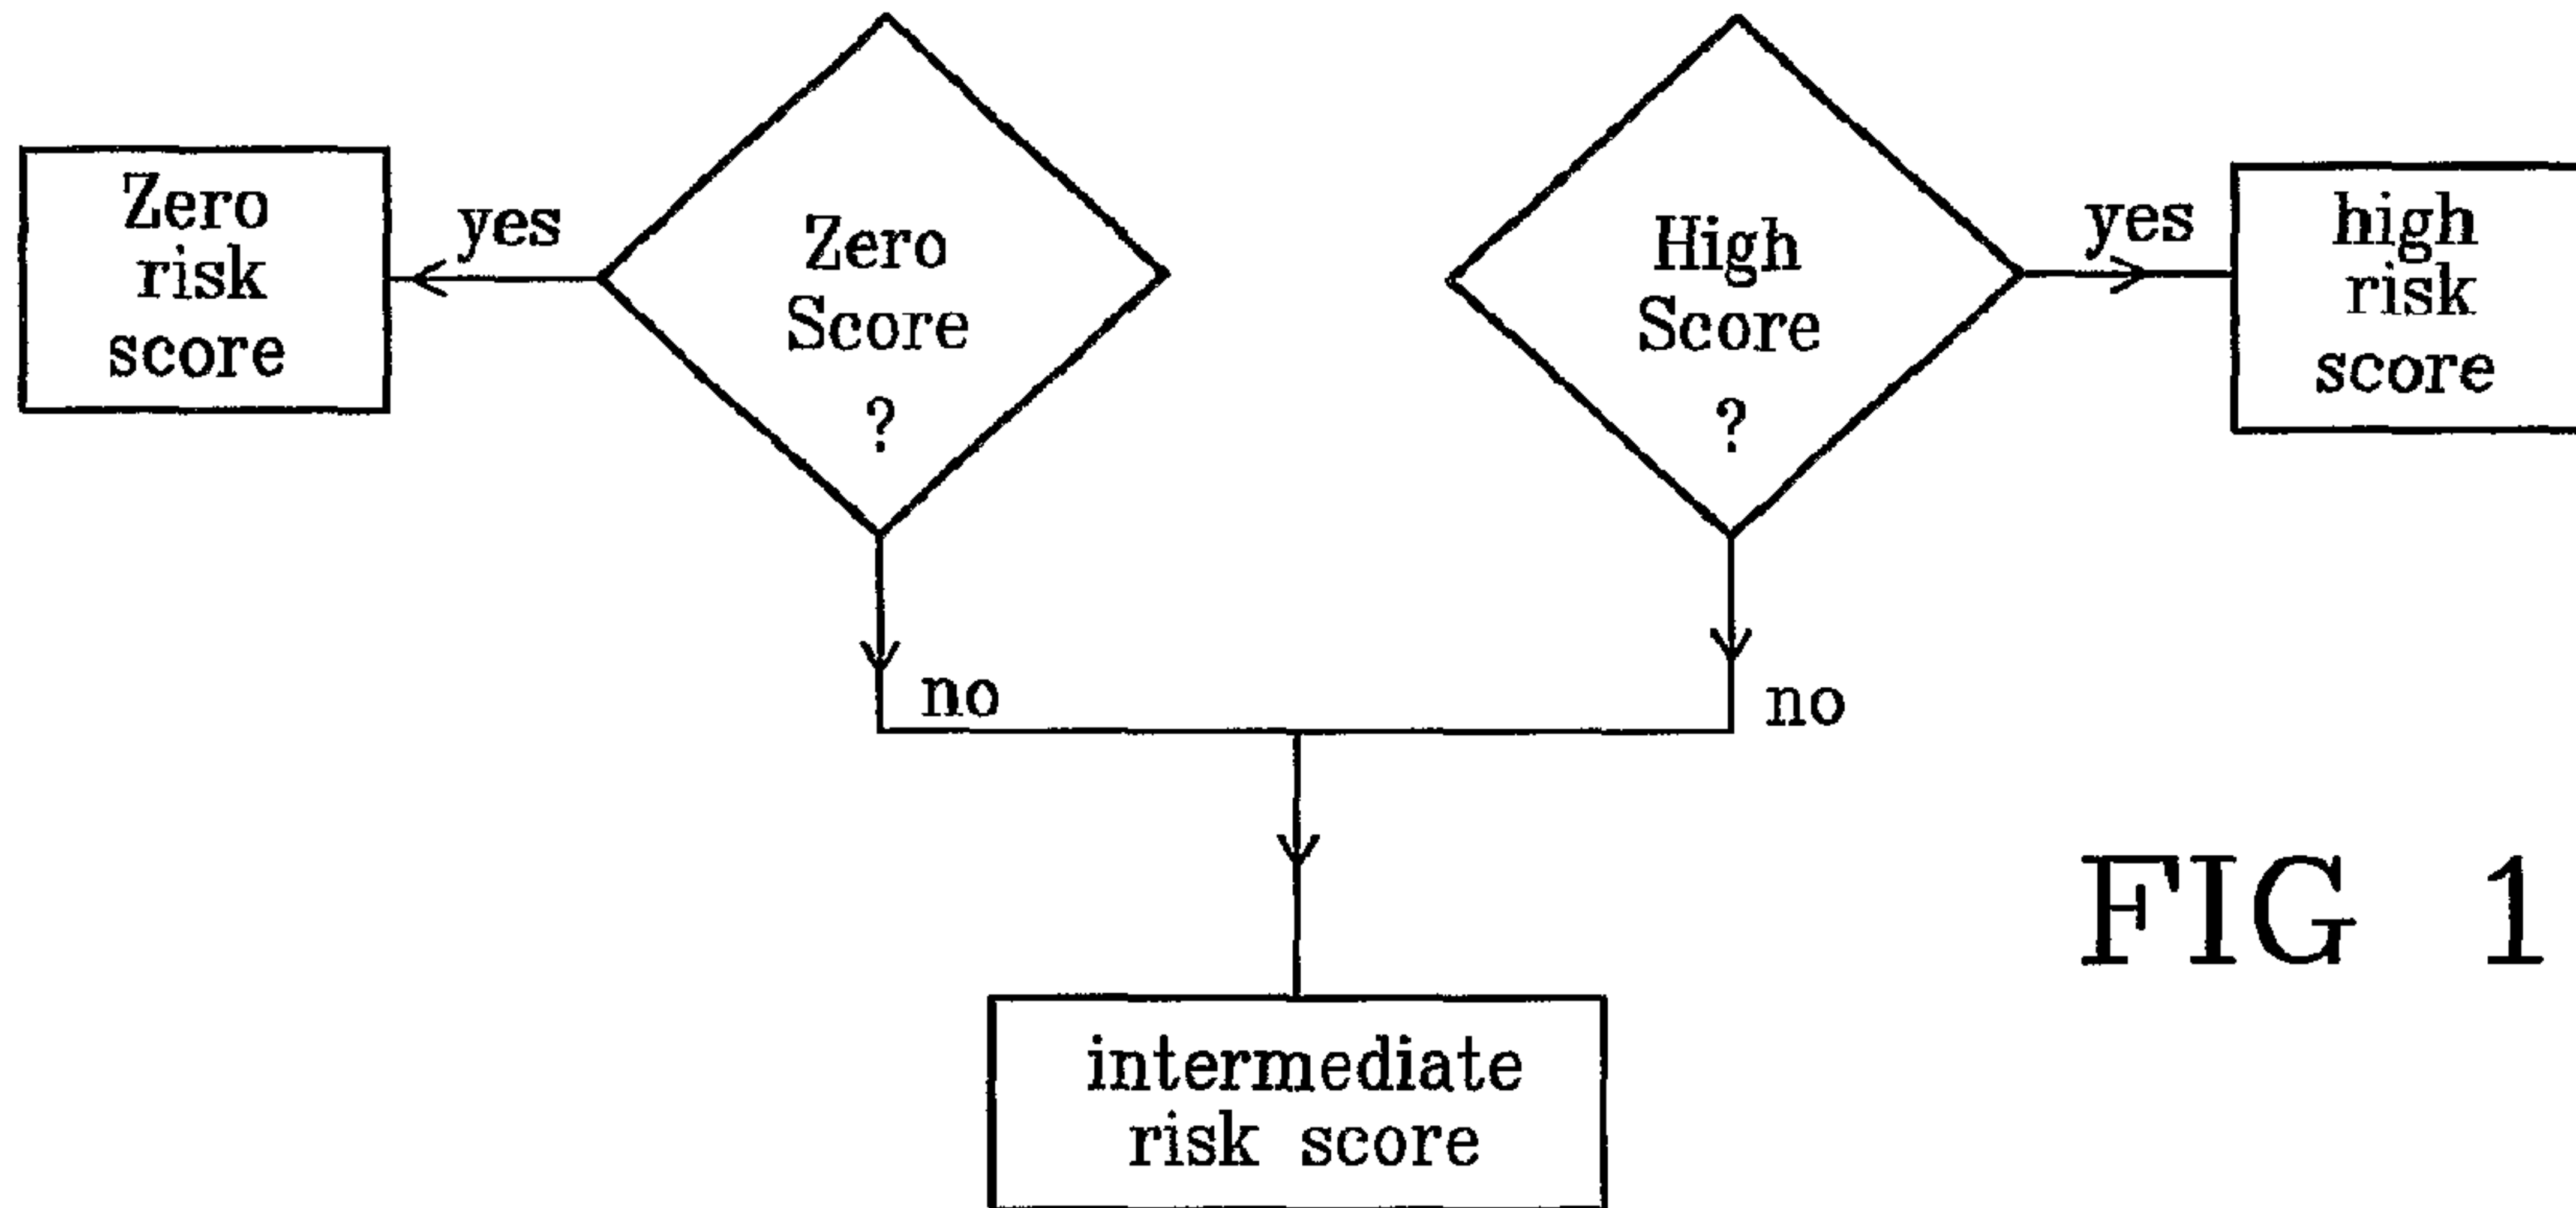 Zero
risk
score
yes
Zero
Score
?
no
High
Score
?
no
yes
high
risk
score
intermediate
risk score
FIG 1